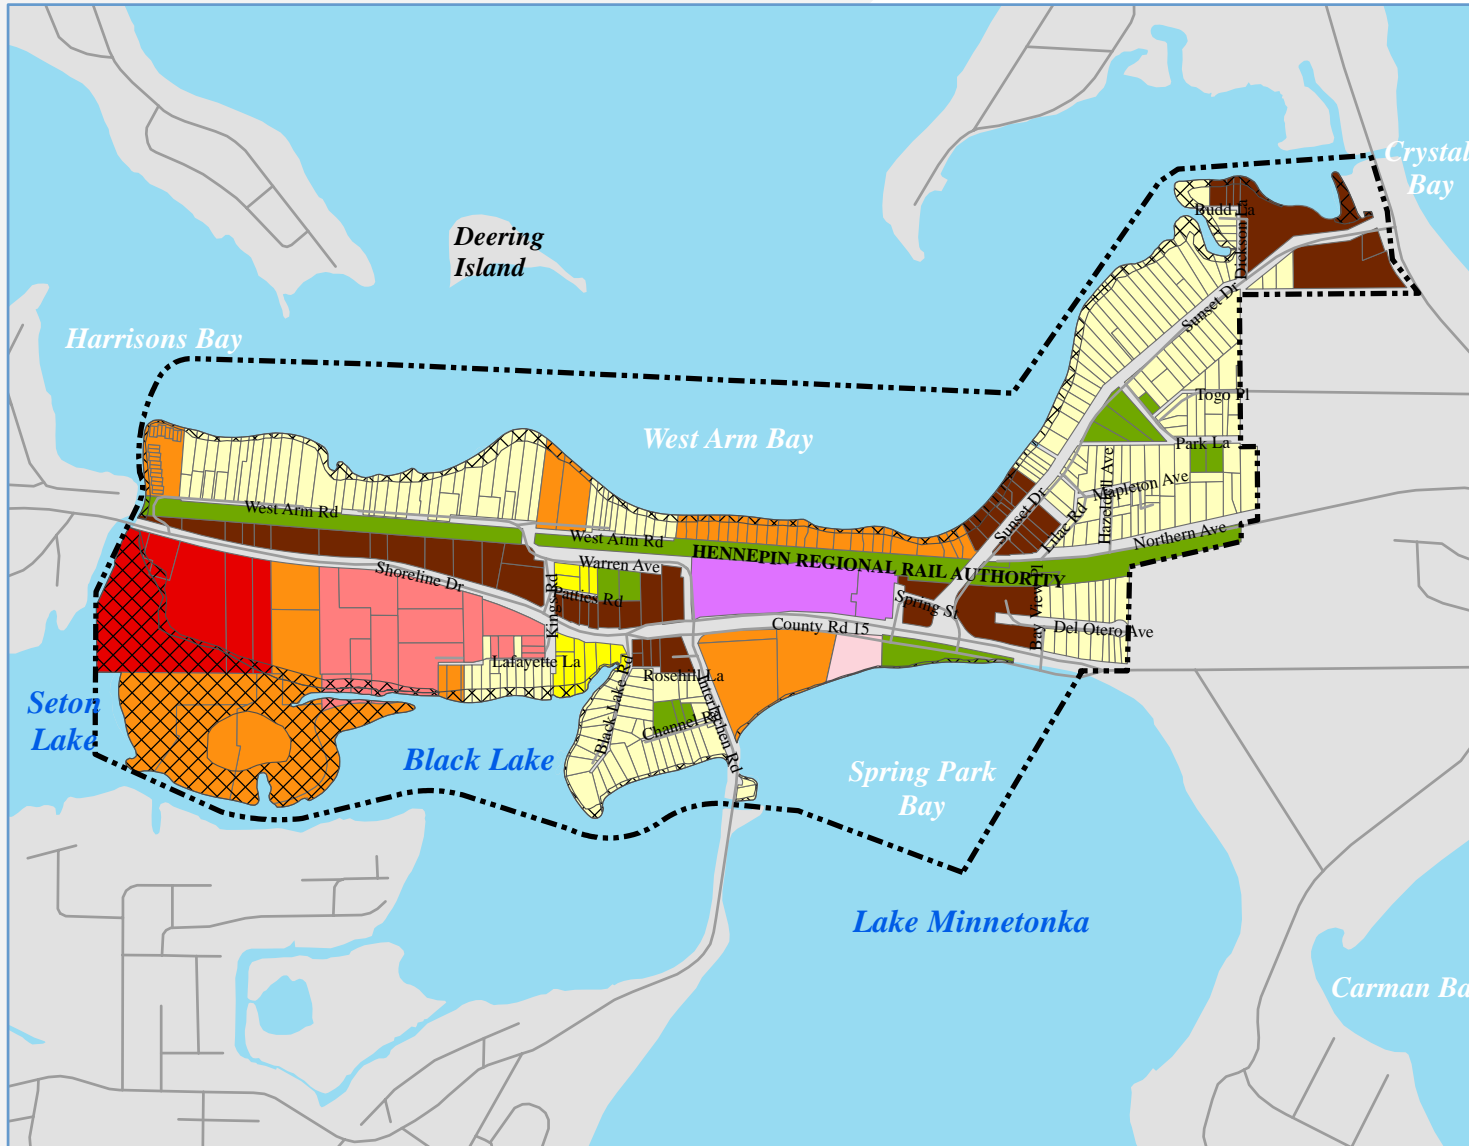 Crystal
Bay
Budd La
Dickson La
Deering
Island
Sunset Dr
Harrisons Bay
Togo Pl
West Arm Bay
Park La
Mapleton Ave
Hazeldell Ave
West Arm Rd
Sunset Dr
Lilac Rd
Northern Ave
West Arm Rd
HENNEPIN REGIONAL RAIL AUTHORITY
Warren Ave
Shoreline Dr
Kings Rd
Patties Rd
Spring St
Bay View Pl
County Rd 15
Del Otero Ave
Lafayette La
Rosehill La
Black Lake Rd
Interlachen Rd
Channel Rd
Seton
Lake
Black Lake
Spring Park
Bay
Lake Minnetonka
Carman Ba